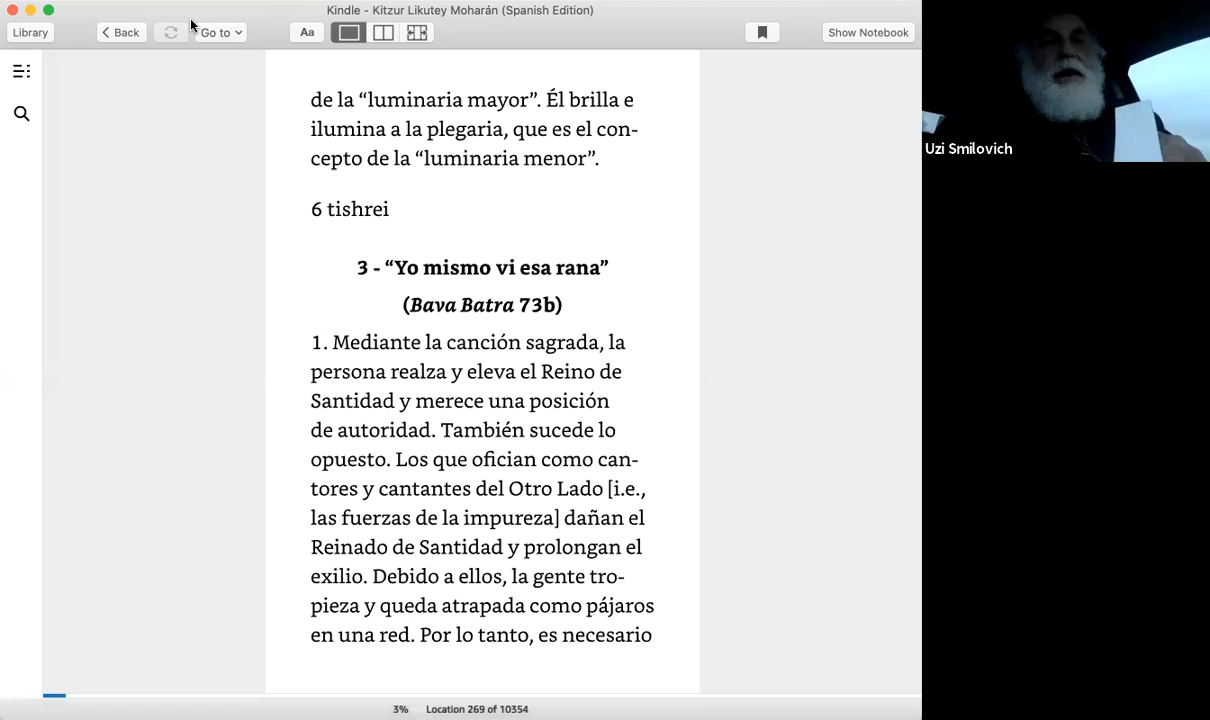 Kindle - Kitzur Likutey Moharán (Spanish Edition)
Library
Back
Go to
Aa
Show Notebook
de la “luminaria mayor”. Él brilla e
ilumina a la plegaria, que es el con-
cepto de la “luminaria menor”.
6 tishrei
3 - “Yo mismo vi esa rana”
(Bava Batra 73b)
1. Mediante la canción sagrada, la
persona realza y eleva el Reino de
Santidad y merece una posición
de autoridad. También sucede lo
opuesto. Los que ofician como can-
tores y cantantes del Otro Lado [i.e.,
las fuerzas de la impureza] dañan el
Reinado de Santidad y prolongan el
exilio. Debido a ellos, la gente tro-
pieza y queda atrapada como pájaros
en una red. Por lo tanto, es necesario
3% Location 269 of 10354
Uzi Smilovich